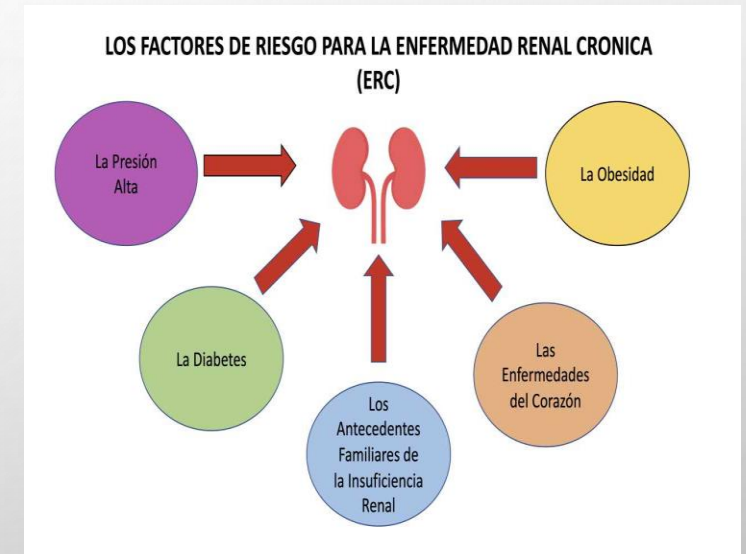 LOS FACTORES DE RIESGO PARA LA ENFERMEDAD RENAL CRONICA
(ERC)
La Presión
Alta
La Obesidad
La Diabetes
Las
Enfermedades
del Corazón
Los
Antecedentes
Familiares de
la Insuficiencia
Renal